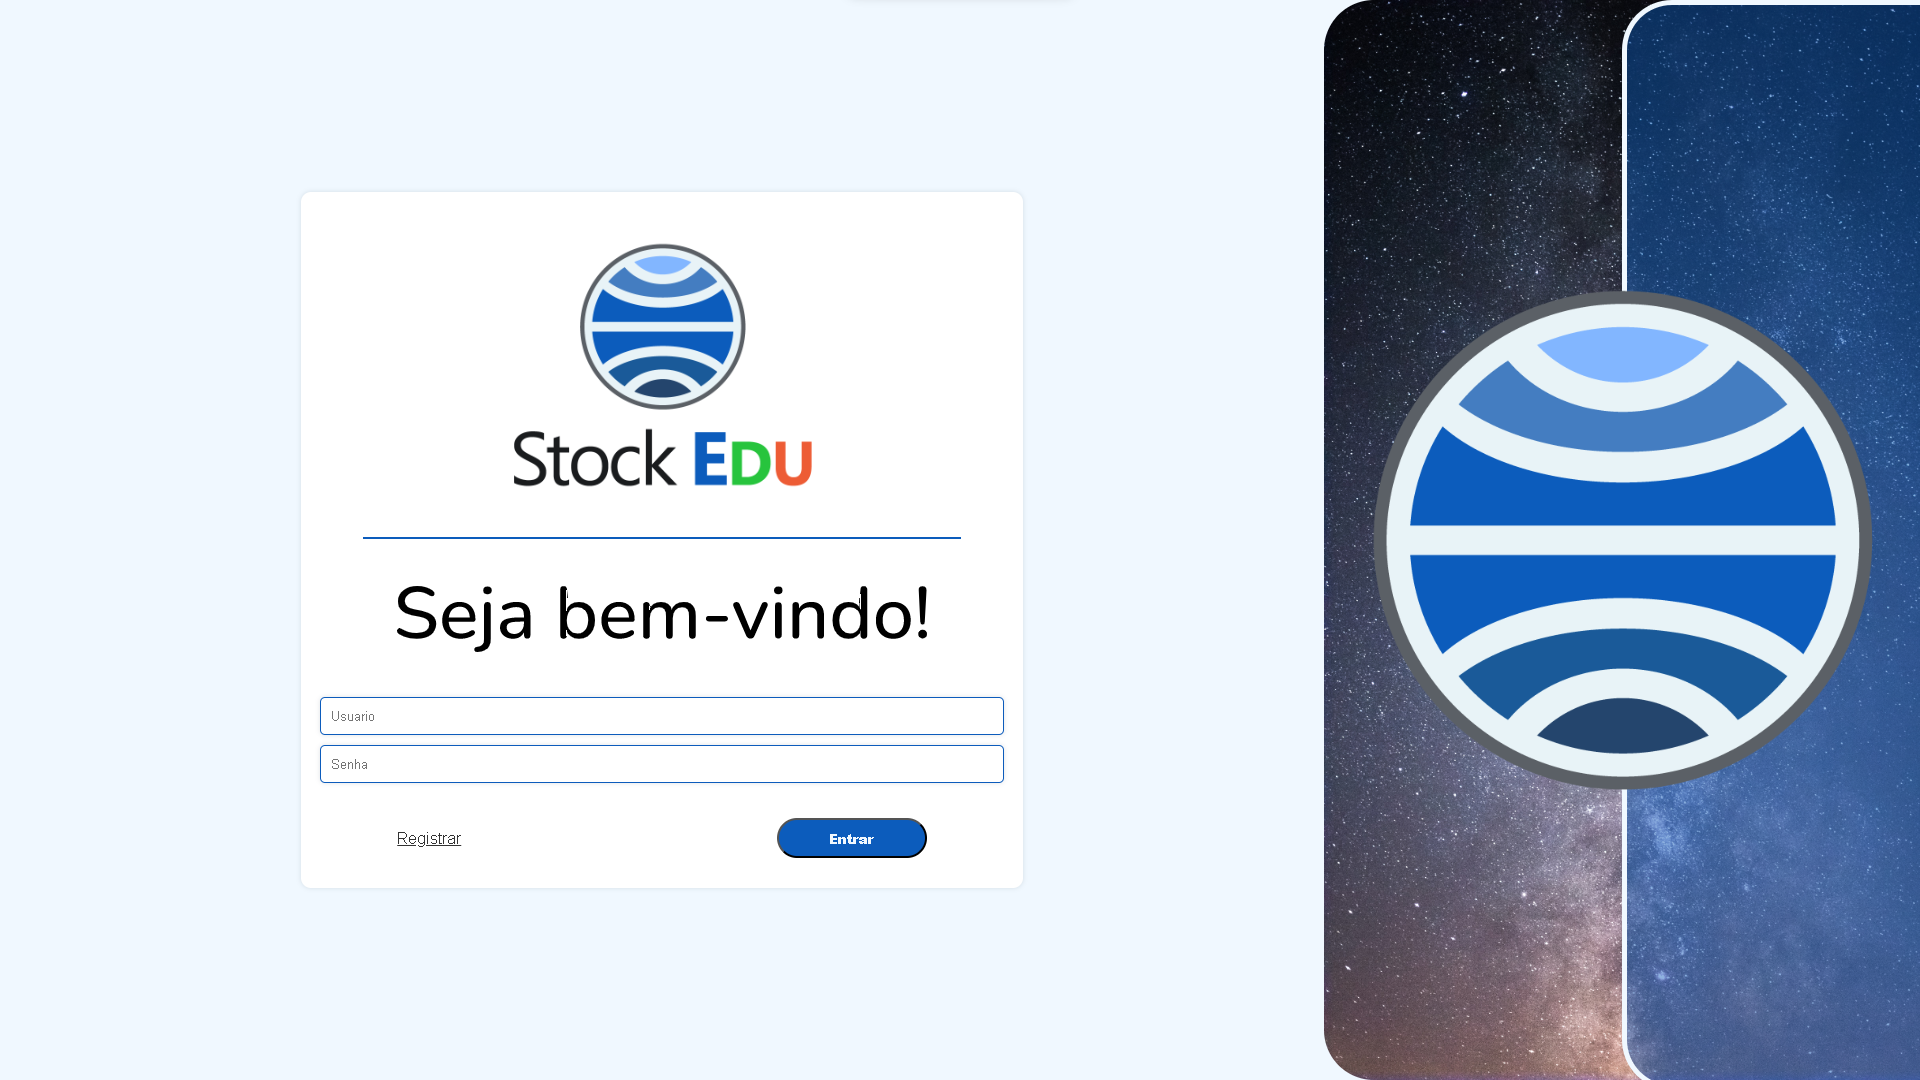 Stock EDU
Seja bem-vindo!
Usuario
Senha
Registrar
Entrar